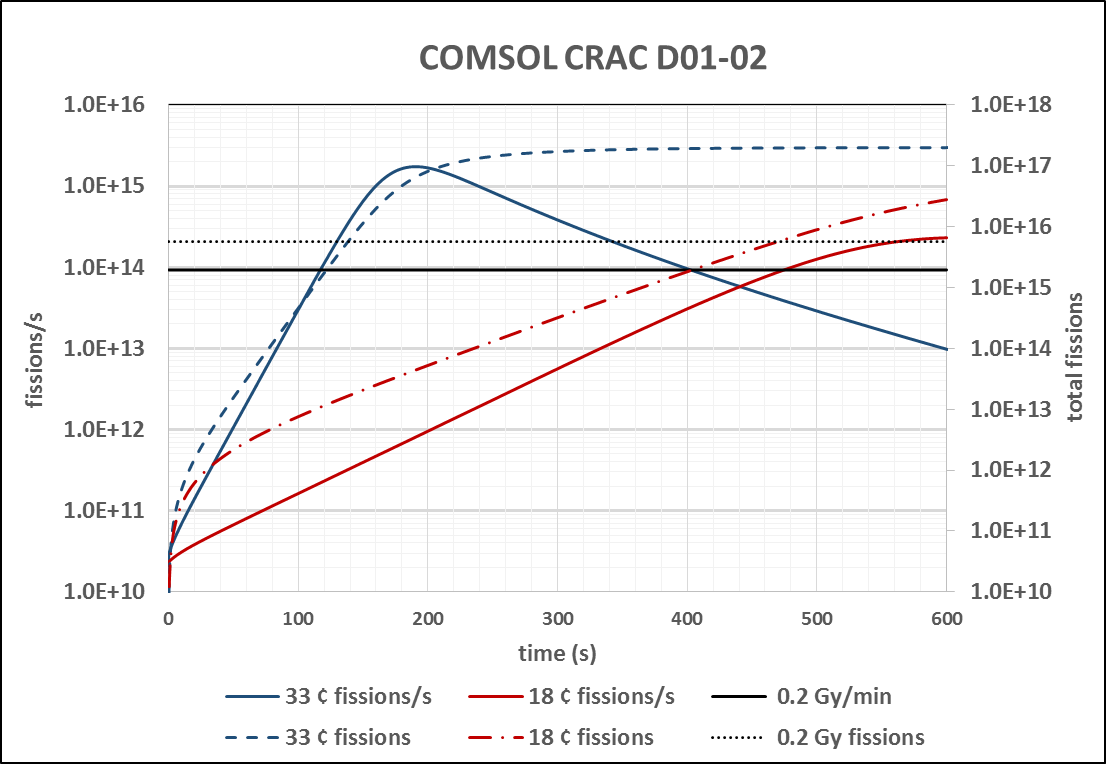 COMSOL CRAC D01-02
1.0E+16
1.0E+15
1.0E+14
1.0E+13
1.0E+12
1.0E+11
1.0E+10
fissions/s
1.0E+18
1.0E+17
1.0E+16
1.0E+15
1.0E+14
1.0E+13
1.0E+12
1.0E+11
1.0E+10
total fissions
0 100 200 300 400 500 600
time (s)
33 ¢ fissions/s 18 ¢ fissions/s 0.2 Gy/min
33 ¢ fissions 18 ¢ fissions 0.2 Gy fissions